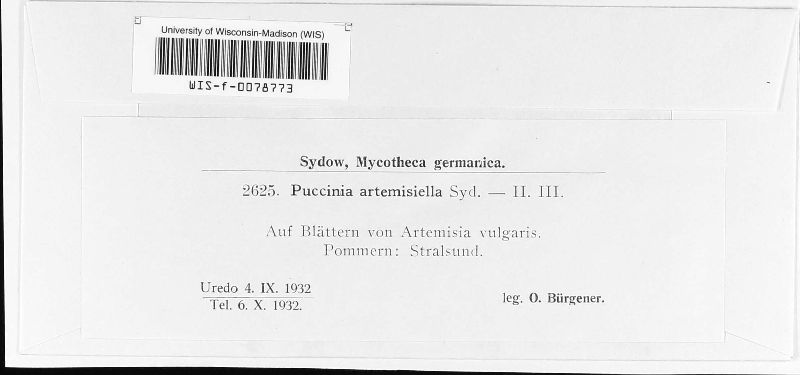 University of Wisconsin-Madison (WIS)
WIS-f-0078773
Sydow, Mycotheca germanica.
2625. Puccinia artemisiella Syd. — II. III.
Auf Blättern von Artemisia vulgaris.
Pommern: Stralsund.
Uredo 4. IX. 1932
Tel. 6. X. 1932.
leg. O. Bürgener.